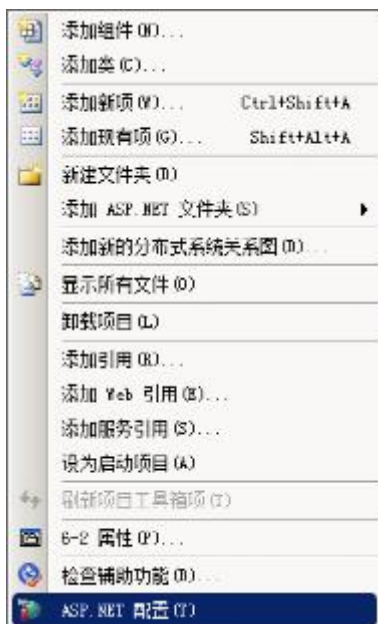 添加组件(N)...
添加类(C)...
添加新项(W)... Ctrl+Shift+A
添加现有项(G)... Shift+Alt+A
新建文件夹(D)
添加 ASP.NET 文件夹(S)
添加新的分布式系统关系图(D)...
显示所有文件(O)
卸载项目(L)
添加引用(R)...
添加 Web 引用(E)...
添加服务引用(S)...
设为启动项目(A)
刷新项目工具箱项(T)
6-2 属性(P)...
检查辅助功能(D)...
ASP.NET 配置(T)